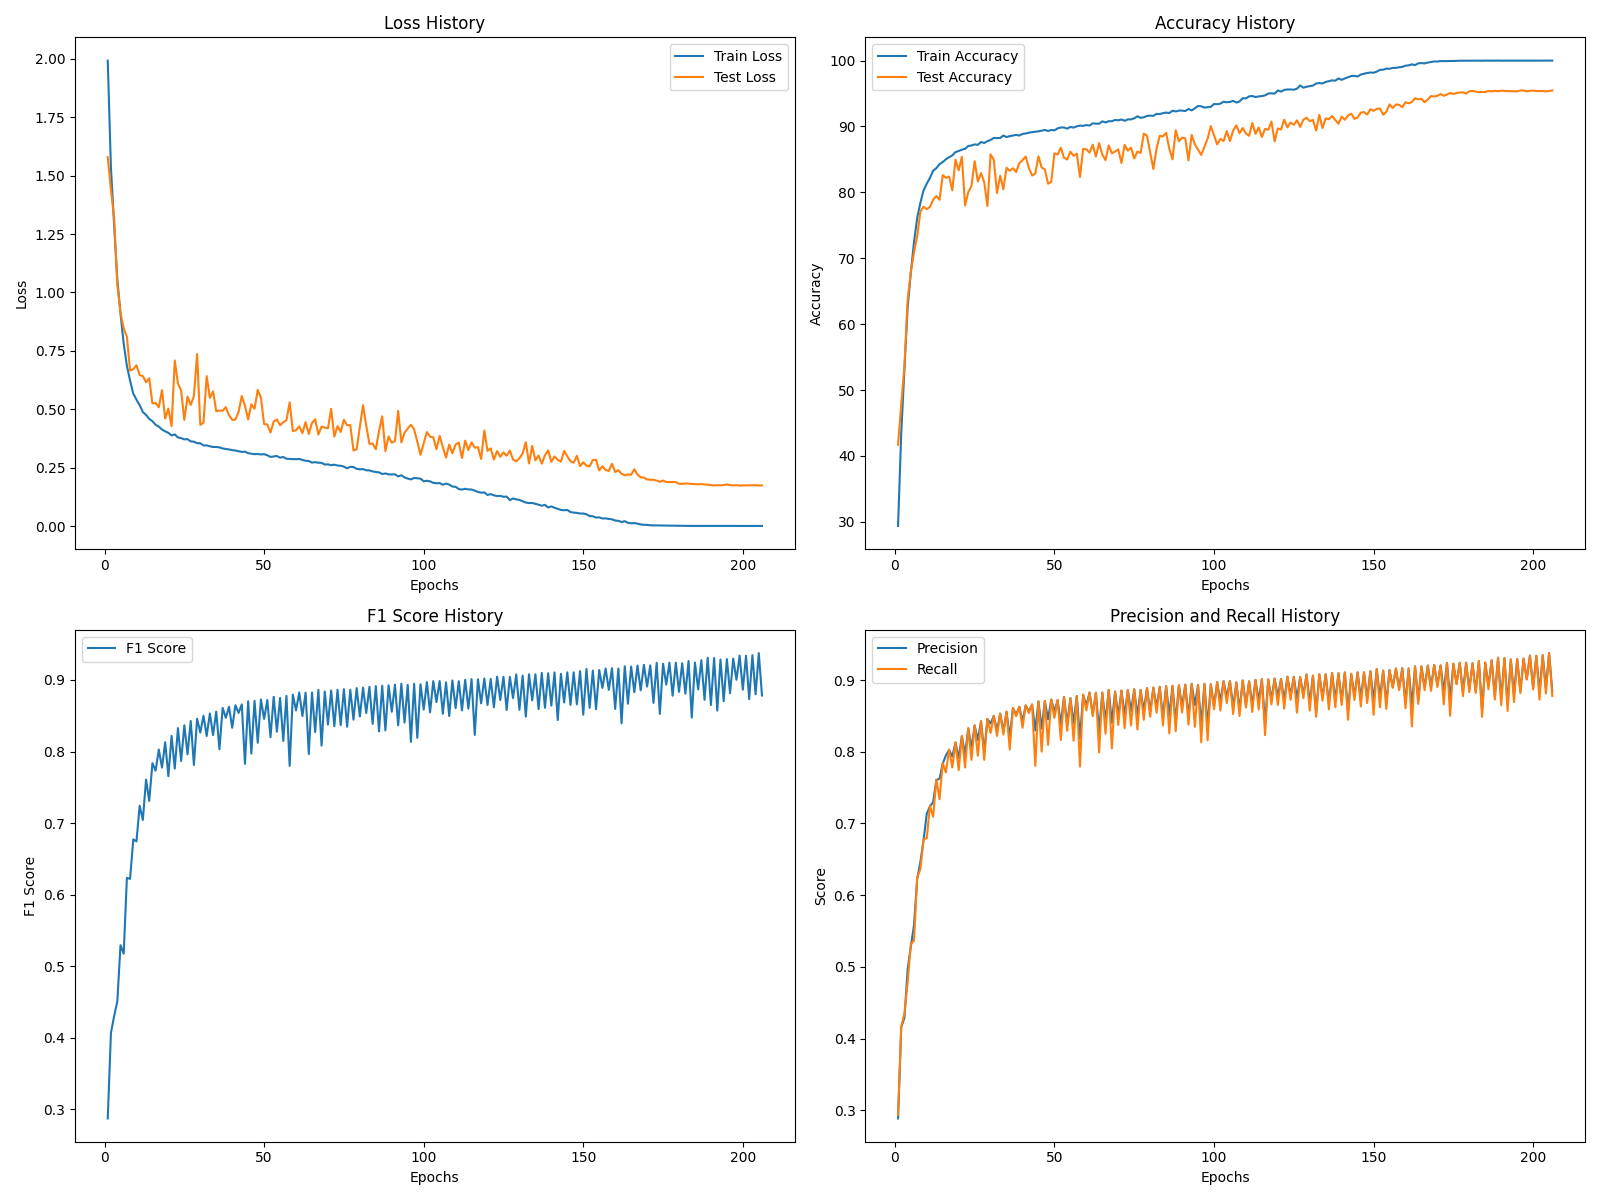 Loss History
Train Loss
Test Loss
2.00
1.75
1.50
1.25
1.00
0.75
0.50
0.25
0.00
Loss
0
50
100
150
200
Epochs
Accuracy History
Train Accuracy
Test Accuracy
100
90
80
70
60
50
40
30
Accuracy
0
50
100
150
200
Epochs
F1 Score History
F1 Score
0.9
0.8
0.7
0.6
0.5
0.4
0.3
F1 Score
0
50
100
150
200
Epochs
Precision and Recall History
Precision
Recall
0.9
0.8
0.7
0.6
0.5
0.4
0.3
Score
0
50
100
150
200
Epochs